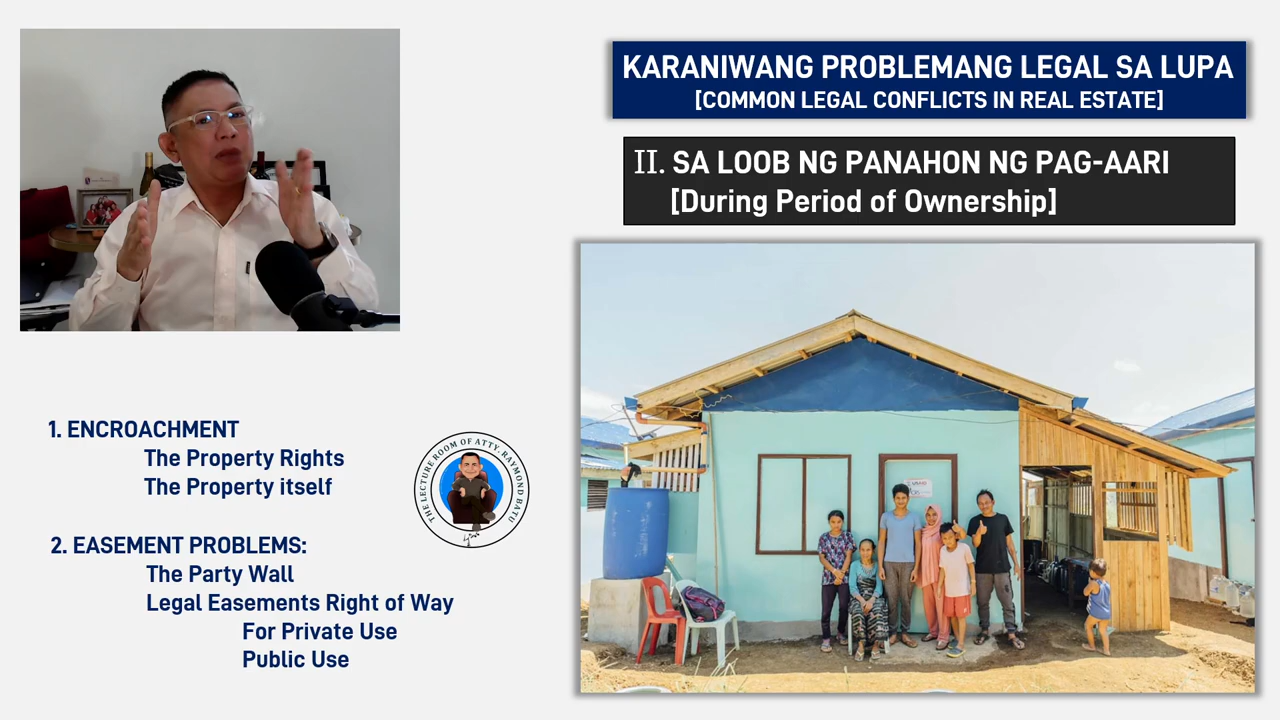 KARANIWANG PROBLEMANG LEGAL SA LUPA
[COMMON LEGAL CONFLICTS IN REAL ESTATE]
II. SA LOOB NG PANAHON NG PAG-AARI
[During Period of Ownership]
1. ENCROACHMENT
The Property Rights
The Property itself
2. EASEMENT PROBLEMS:
The Party Wall
Legal Easements Right of Way
For Private Use
Public Use
THE LECTURE ROOM OF ATTY. RAYMOND BATU